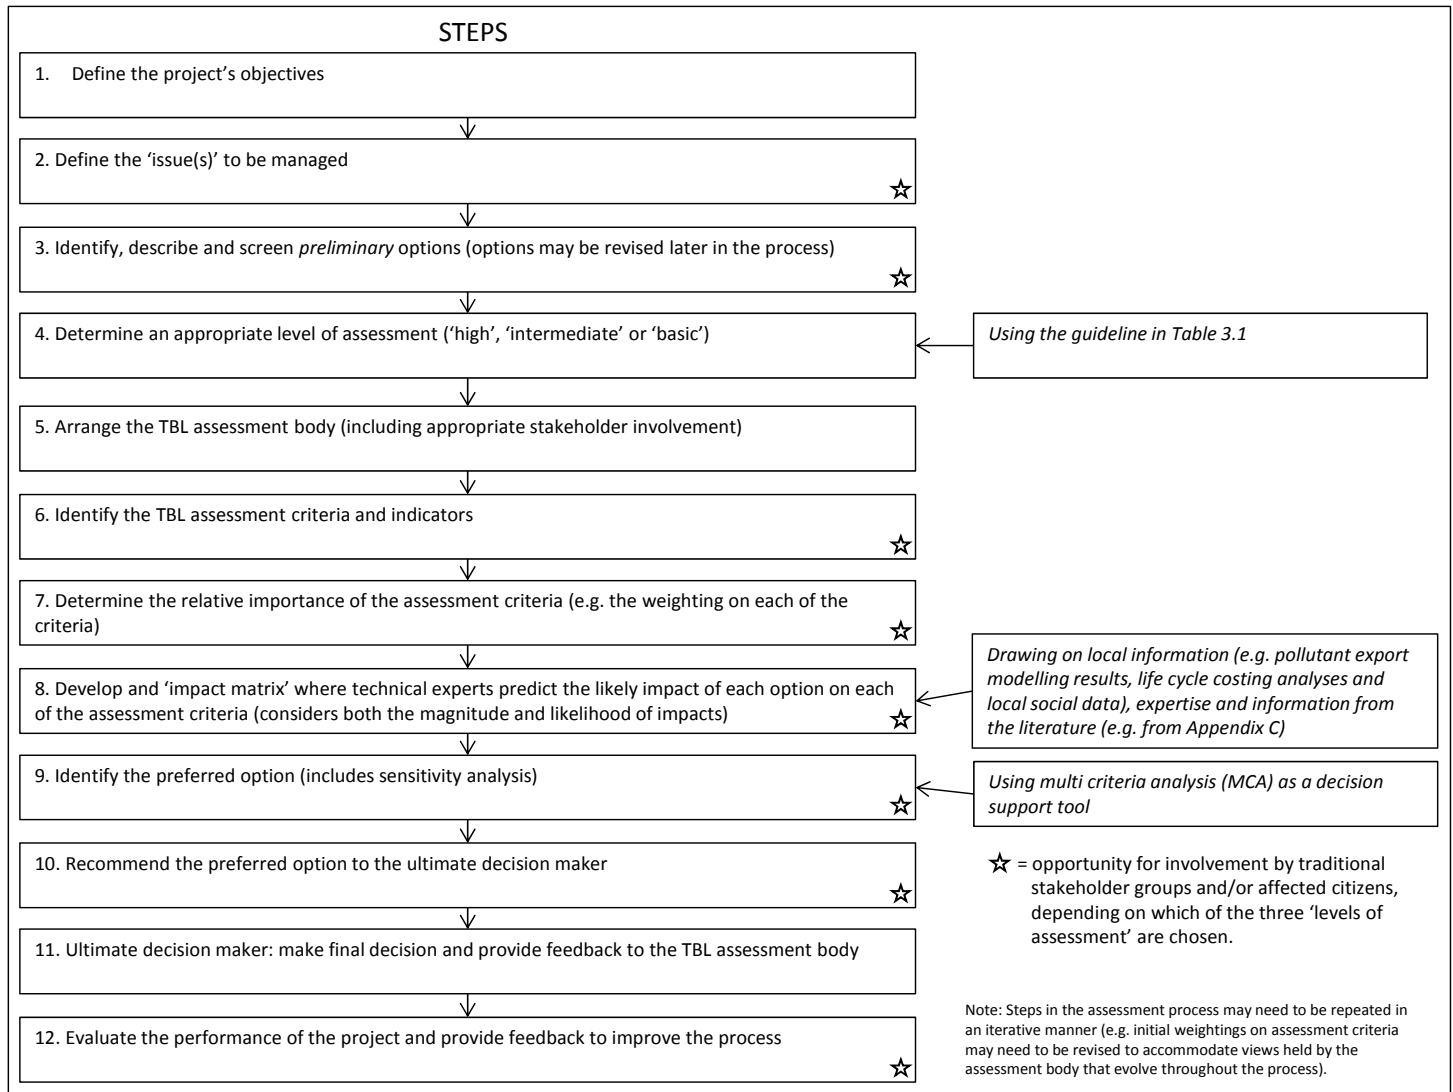 STEPS
1. Define the project’s objectives
2. Define the ‘issue(s)’ to be managed
3. Identify, describe and screen preliminary options (options may be revised later in the process)
4. Determine an appropriate level of assessment (‘high’, ‘intermediate’ or ‘basic’)
Using the guideline in Table 3.1
5. Arrange the TBL assessment body (including appropriate stakeholder involvement)
6. Identify the TBL assessment criteria and indicators
7. Determine the relative importance of the assessment criteria (e.g. the weighting on each of the
criteria)
8. Develop and ‘impact matrix’ where technical experts predict the likely impact of each option on each
of the assessment criteria (considers both the magnitude and likelihood of impacts)
Drawing on local information (e.g. pollutant export
modelling results, life cycle costing analyses and
local social data), expertise and information from
the literature (e.g. from Appendix C)
9. Identify the preferred option (includes sensitivity analysis)
Using multi criteria analysis (MCA) as a decision
support tool
10. Recommend the preferred option to the ultimate decision maker
☆ = opportunity for involvement by traditional
stakeholder groups and/or affected citizens,
depending on which of the three ‘levels of
assessment’ are chosen.
11. Ultimate decision maker: make final decision and provide feedback to the TBL assessment body
12. Evaluate the performance of the project and provide feedback to improve the process
Note: Steps in the assessment process may need to be repeated in
an iterative manner (e.g. initial weightings on assessment criteria
may need to be revised to accommodate views held by the
assessment body that evolve throughout the process).